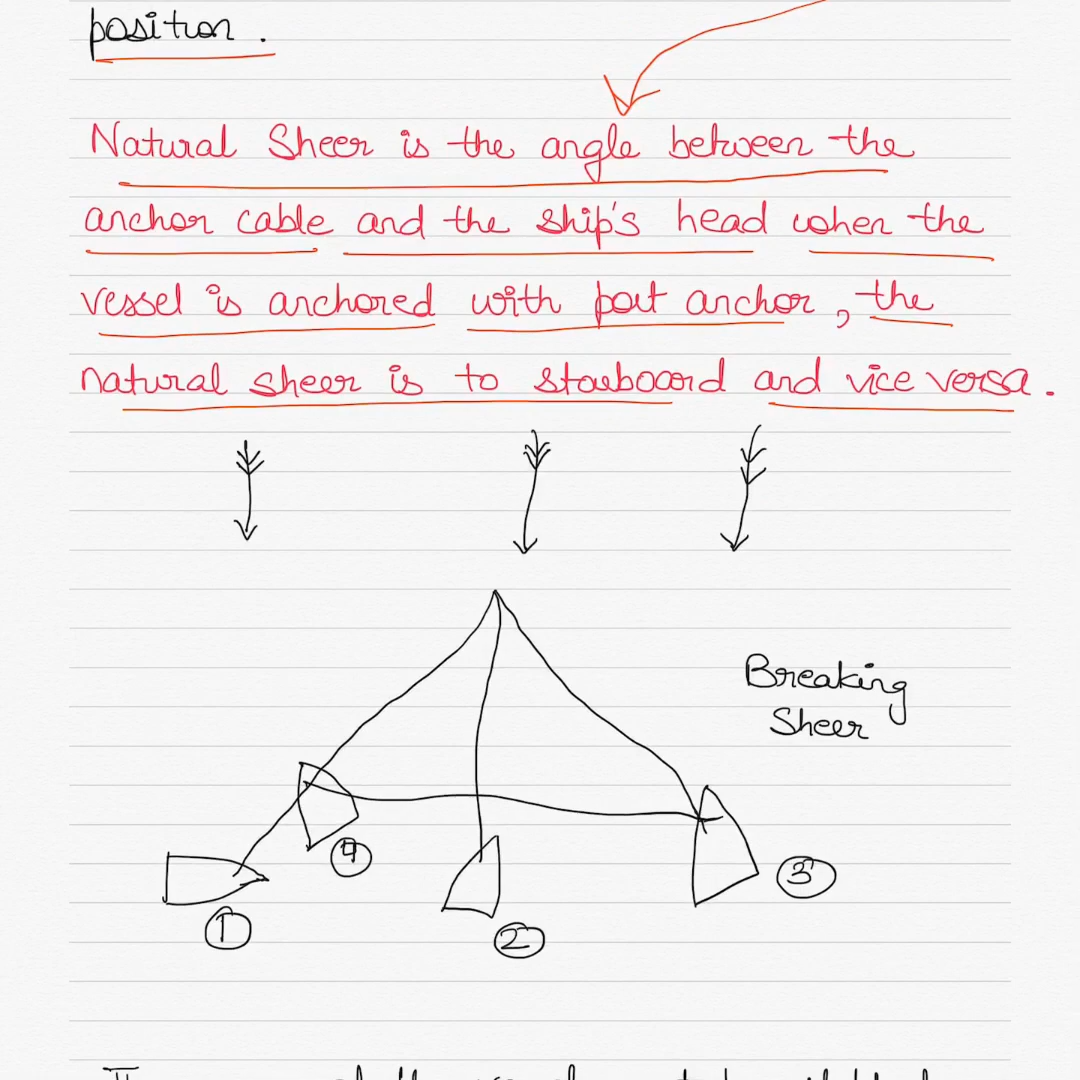 position.
Natural Sheer is the angle between the
anchor cable and the ship's head when the
vessel is anchored with port anchor, the
natural sheer is to starboard and vice versa.
Breaking
Sheer
4
1
3
2